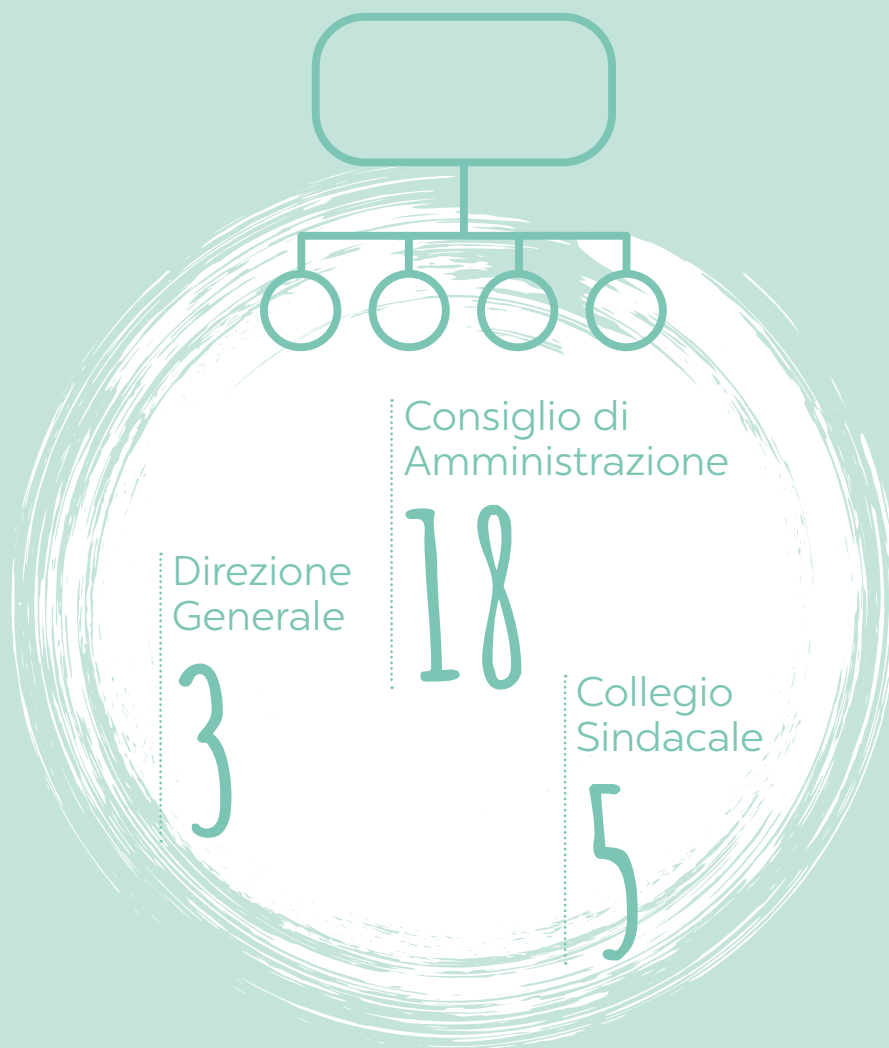 Consiglio di
Amministrazione
18
Direzione
Generale
3
Collegio
Sindacale
5